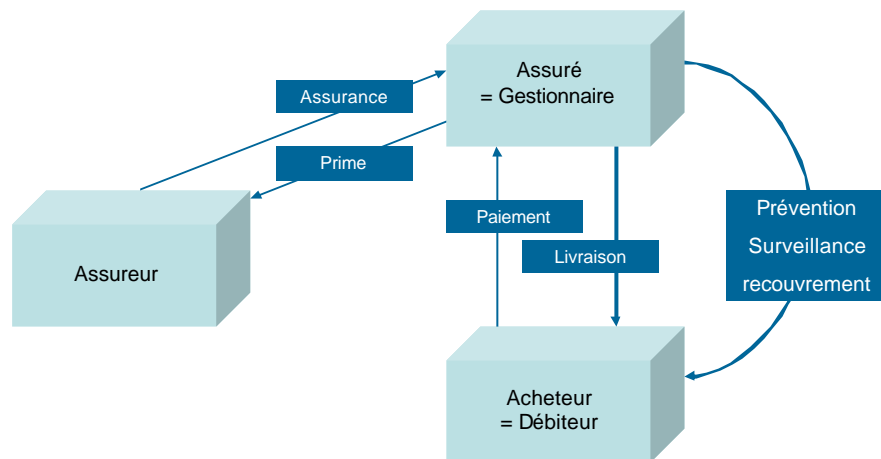 Assuré
= Gestionnaire
Assurance
Prime
Paiement
Livraison
Prévention
Surveillance
recouvrement
Assureur
Acheteur
= Débiteur